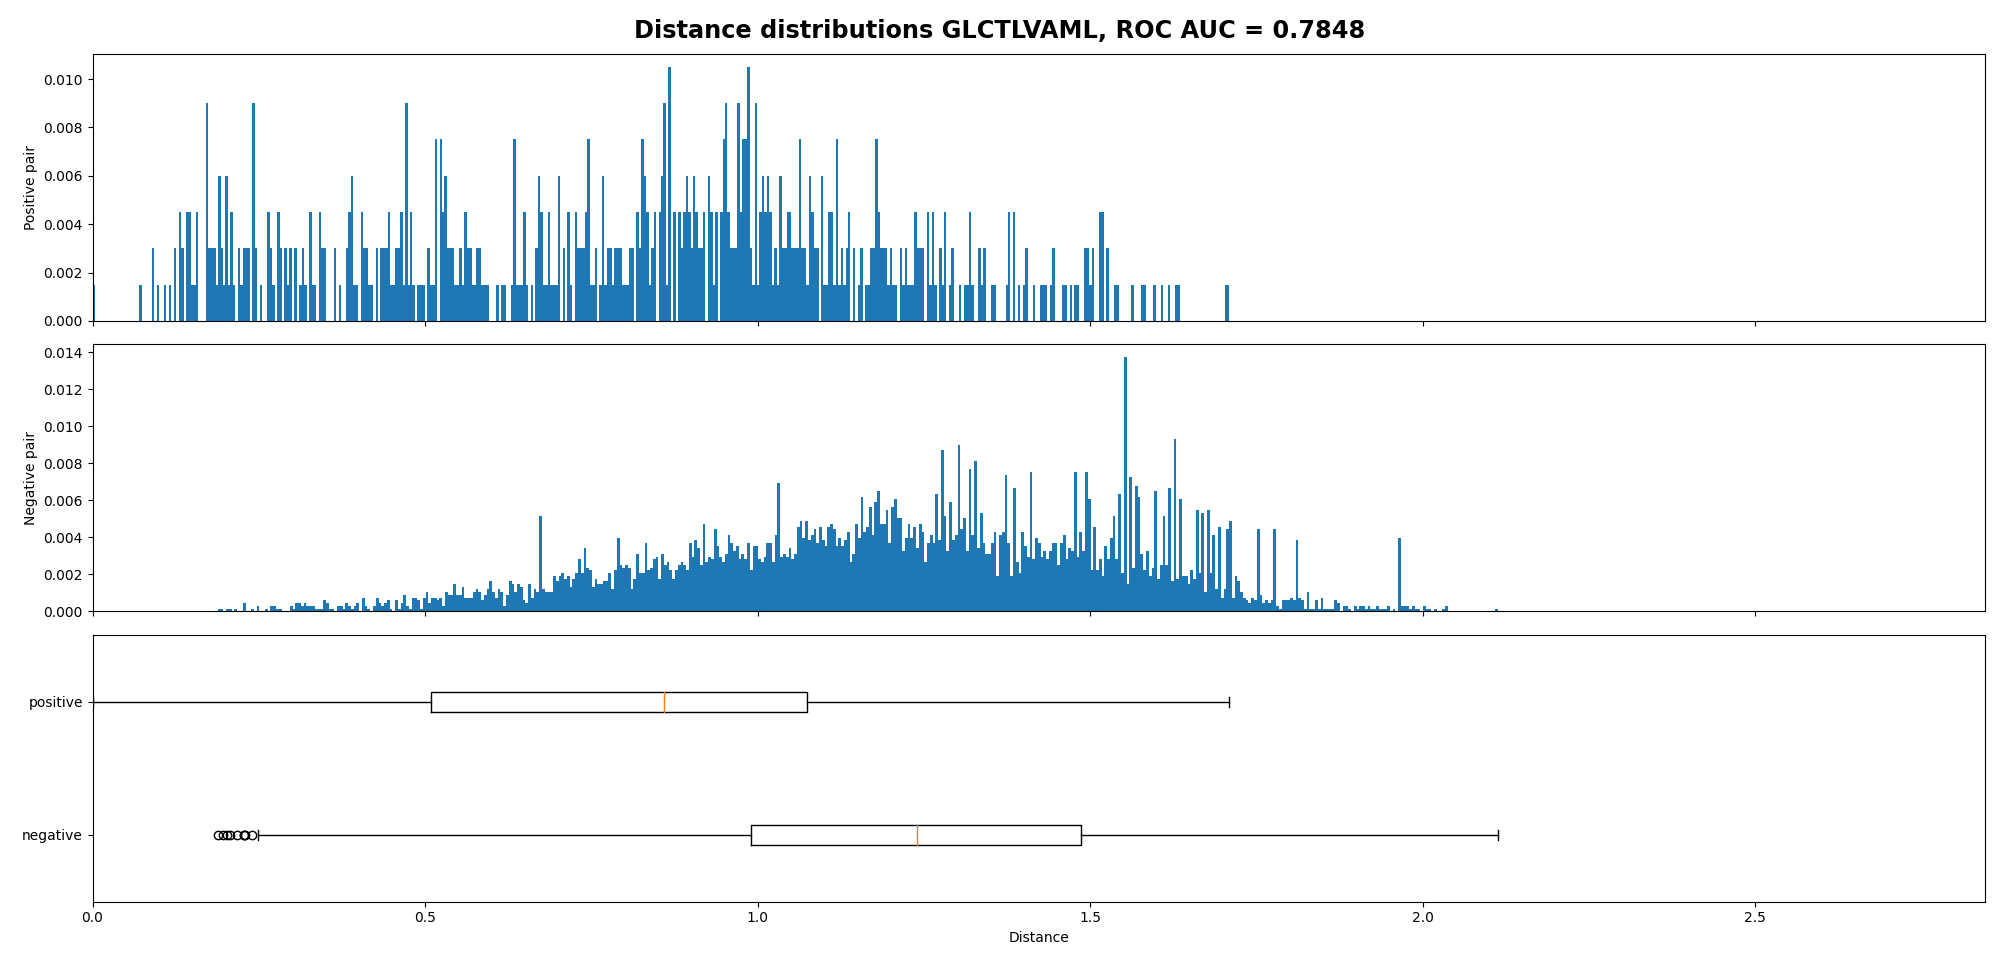 Distance distributions GLCTLVAML, ROC AUC = 0.7848
0.010
0.008
0.006
0.004
0.002
0.000
Positive pair
0.014
0.012
0.010
0.008
0.006
0.004
0.002
0.000
Negative pair
positive
negative
0.0 0.5 1.0 1.5 2.0 2.5
Distance